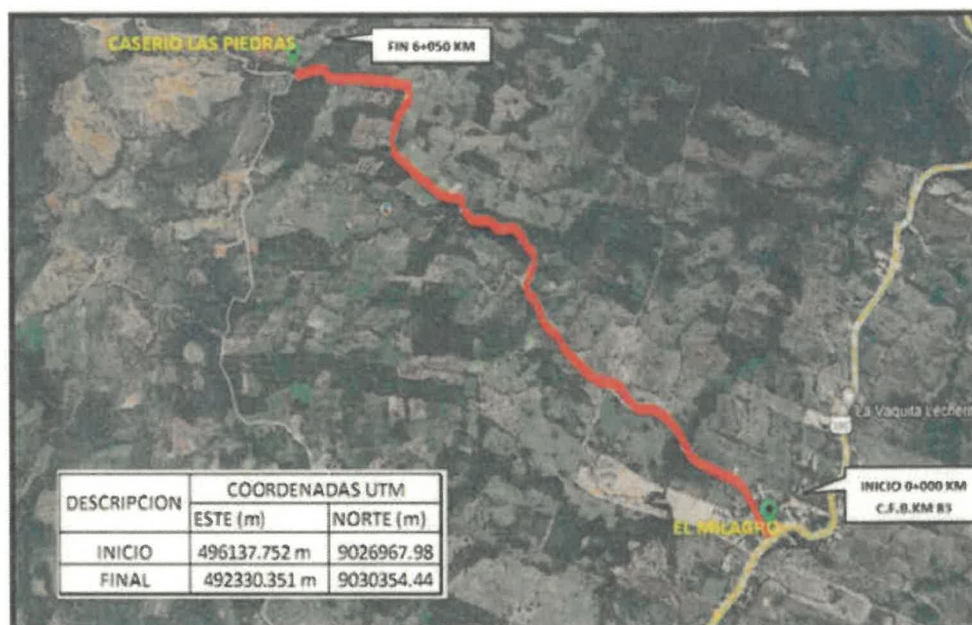 CASERIO LAS PIEDRAS
FIN 6+050 KM
La Vaquita Lechera
INICIO 0+000 KM
C.F.B.KM 83
EL MILAGRO
DESCRIPCION
COORDENADAS UTM
ESTE (m) NORTE (m)
INICIO 496137.752 m 9026967.98
FINAL 492330.351 m 9030354.44